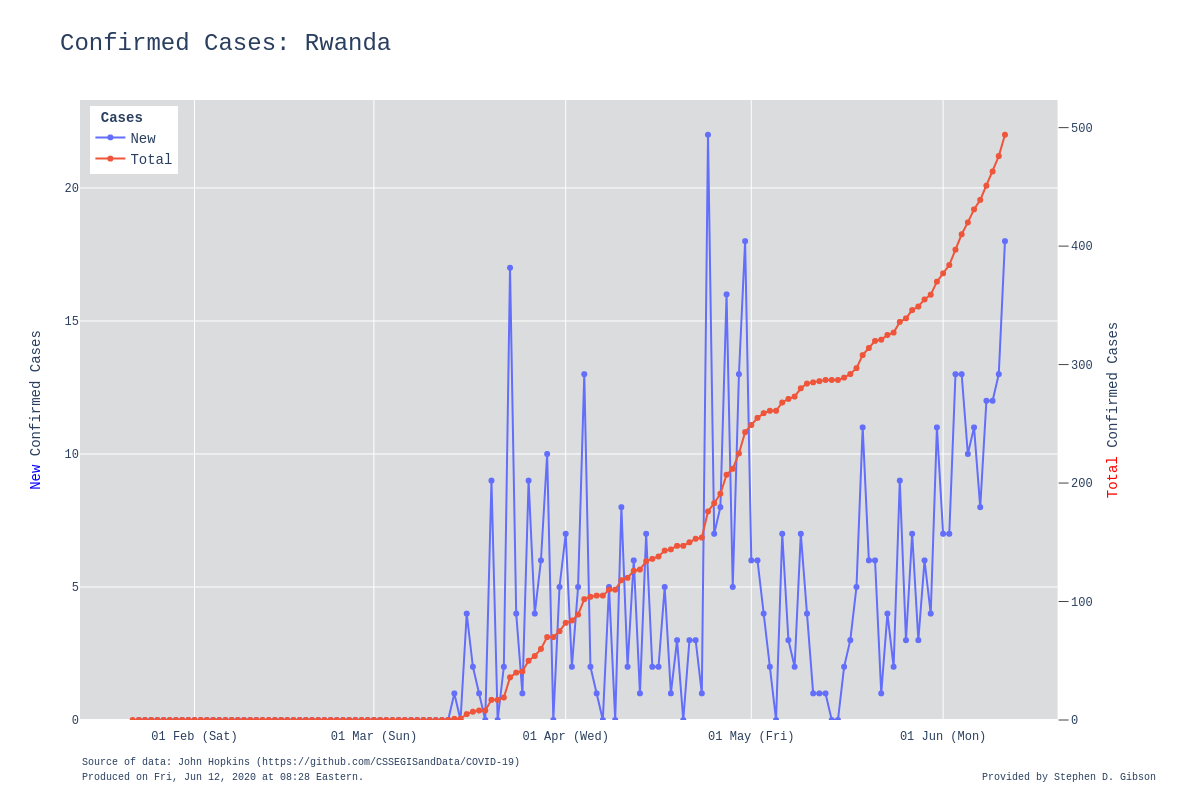 Confirmed Cases: Rwanda
Cases
New
Total
20
15
10
5
0
500
400
300
200
100
0
New Confirmed Cases
Total Confirmed Cases
01 Feb (Sat)
01 Mar (Sun)
01 Apr (Wed)
01 May (Fri)
01 Jun (Mon)
Source of data: John Hopkins (https://github.com/CSSEGISandData/COVID-19)
Produced on Fri, Jun 12, 2020 at 08:28 Eastern.
Provided by Stephen D. Gibson